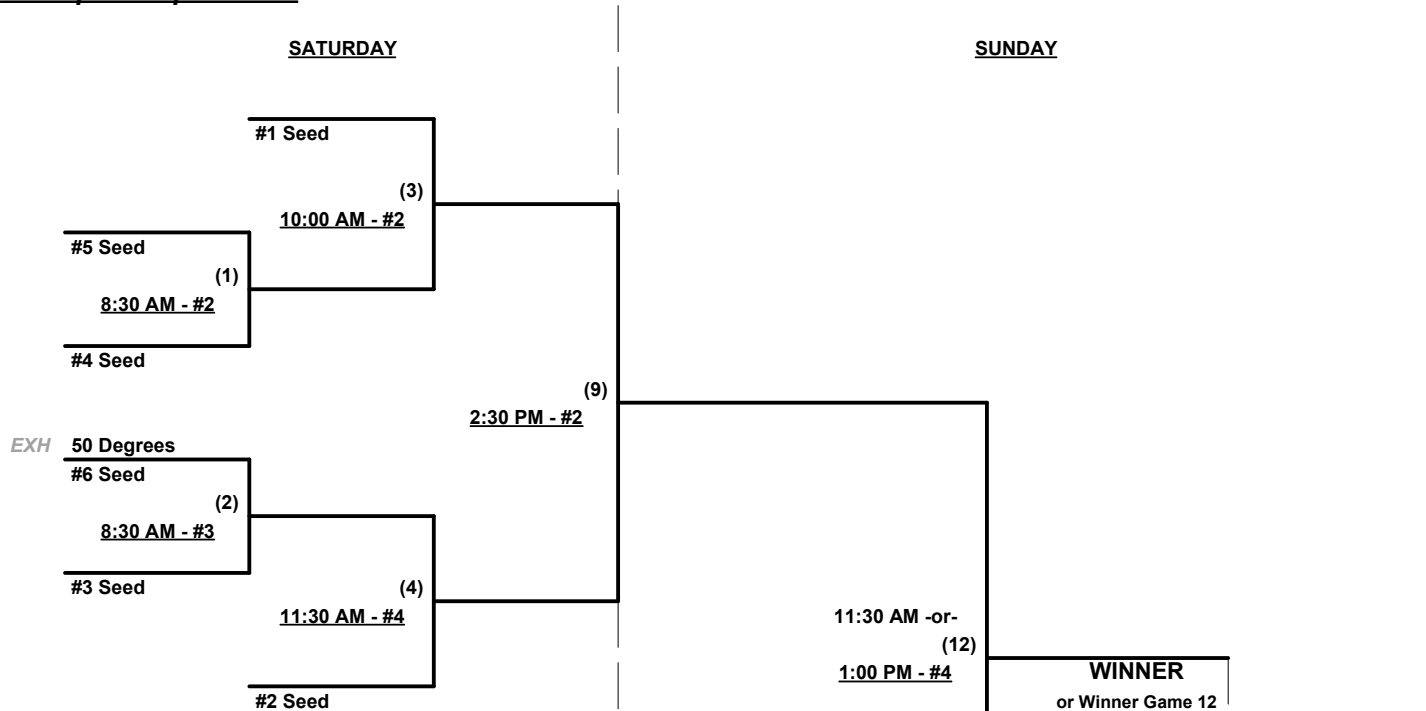 SATURDAY
SUNDAY
#1 Seed
(3)
10:00 AM - #2
#5 Seed
(1)
8:30 AM - #2
#4 Seed
(9)
2:30 PM - #2
EXH 50 Degrees
#6 Seed
(2)
8:30 AM - #3
#3 Seed
(4)
11:30 AM - #4
11:30 AM -or-
(12)
1:00 PM - #4
WINNER
#2 Seed
or Winner Game 12